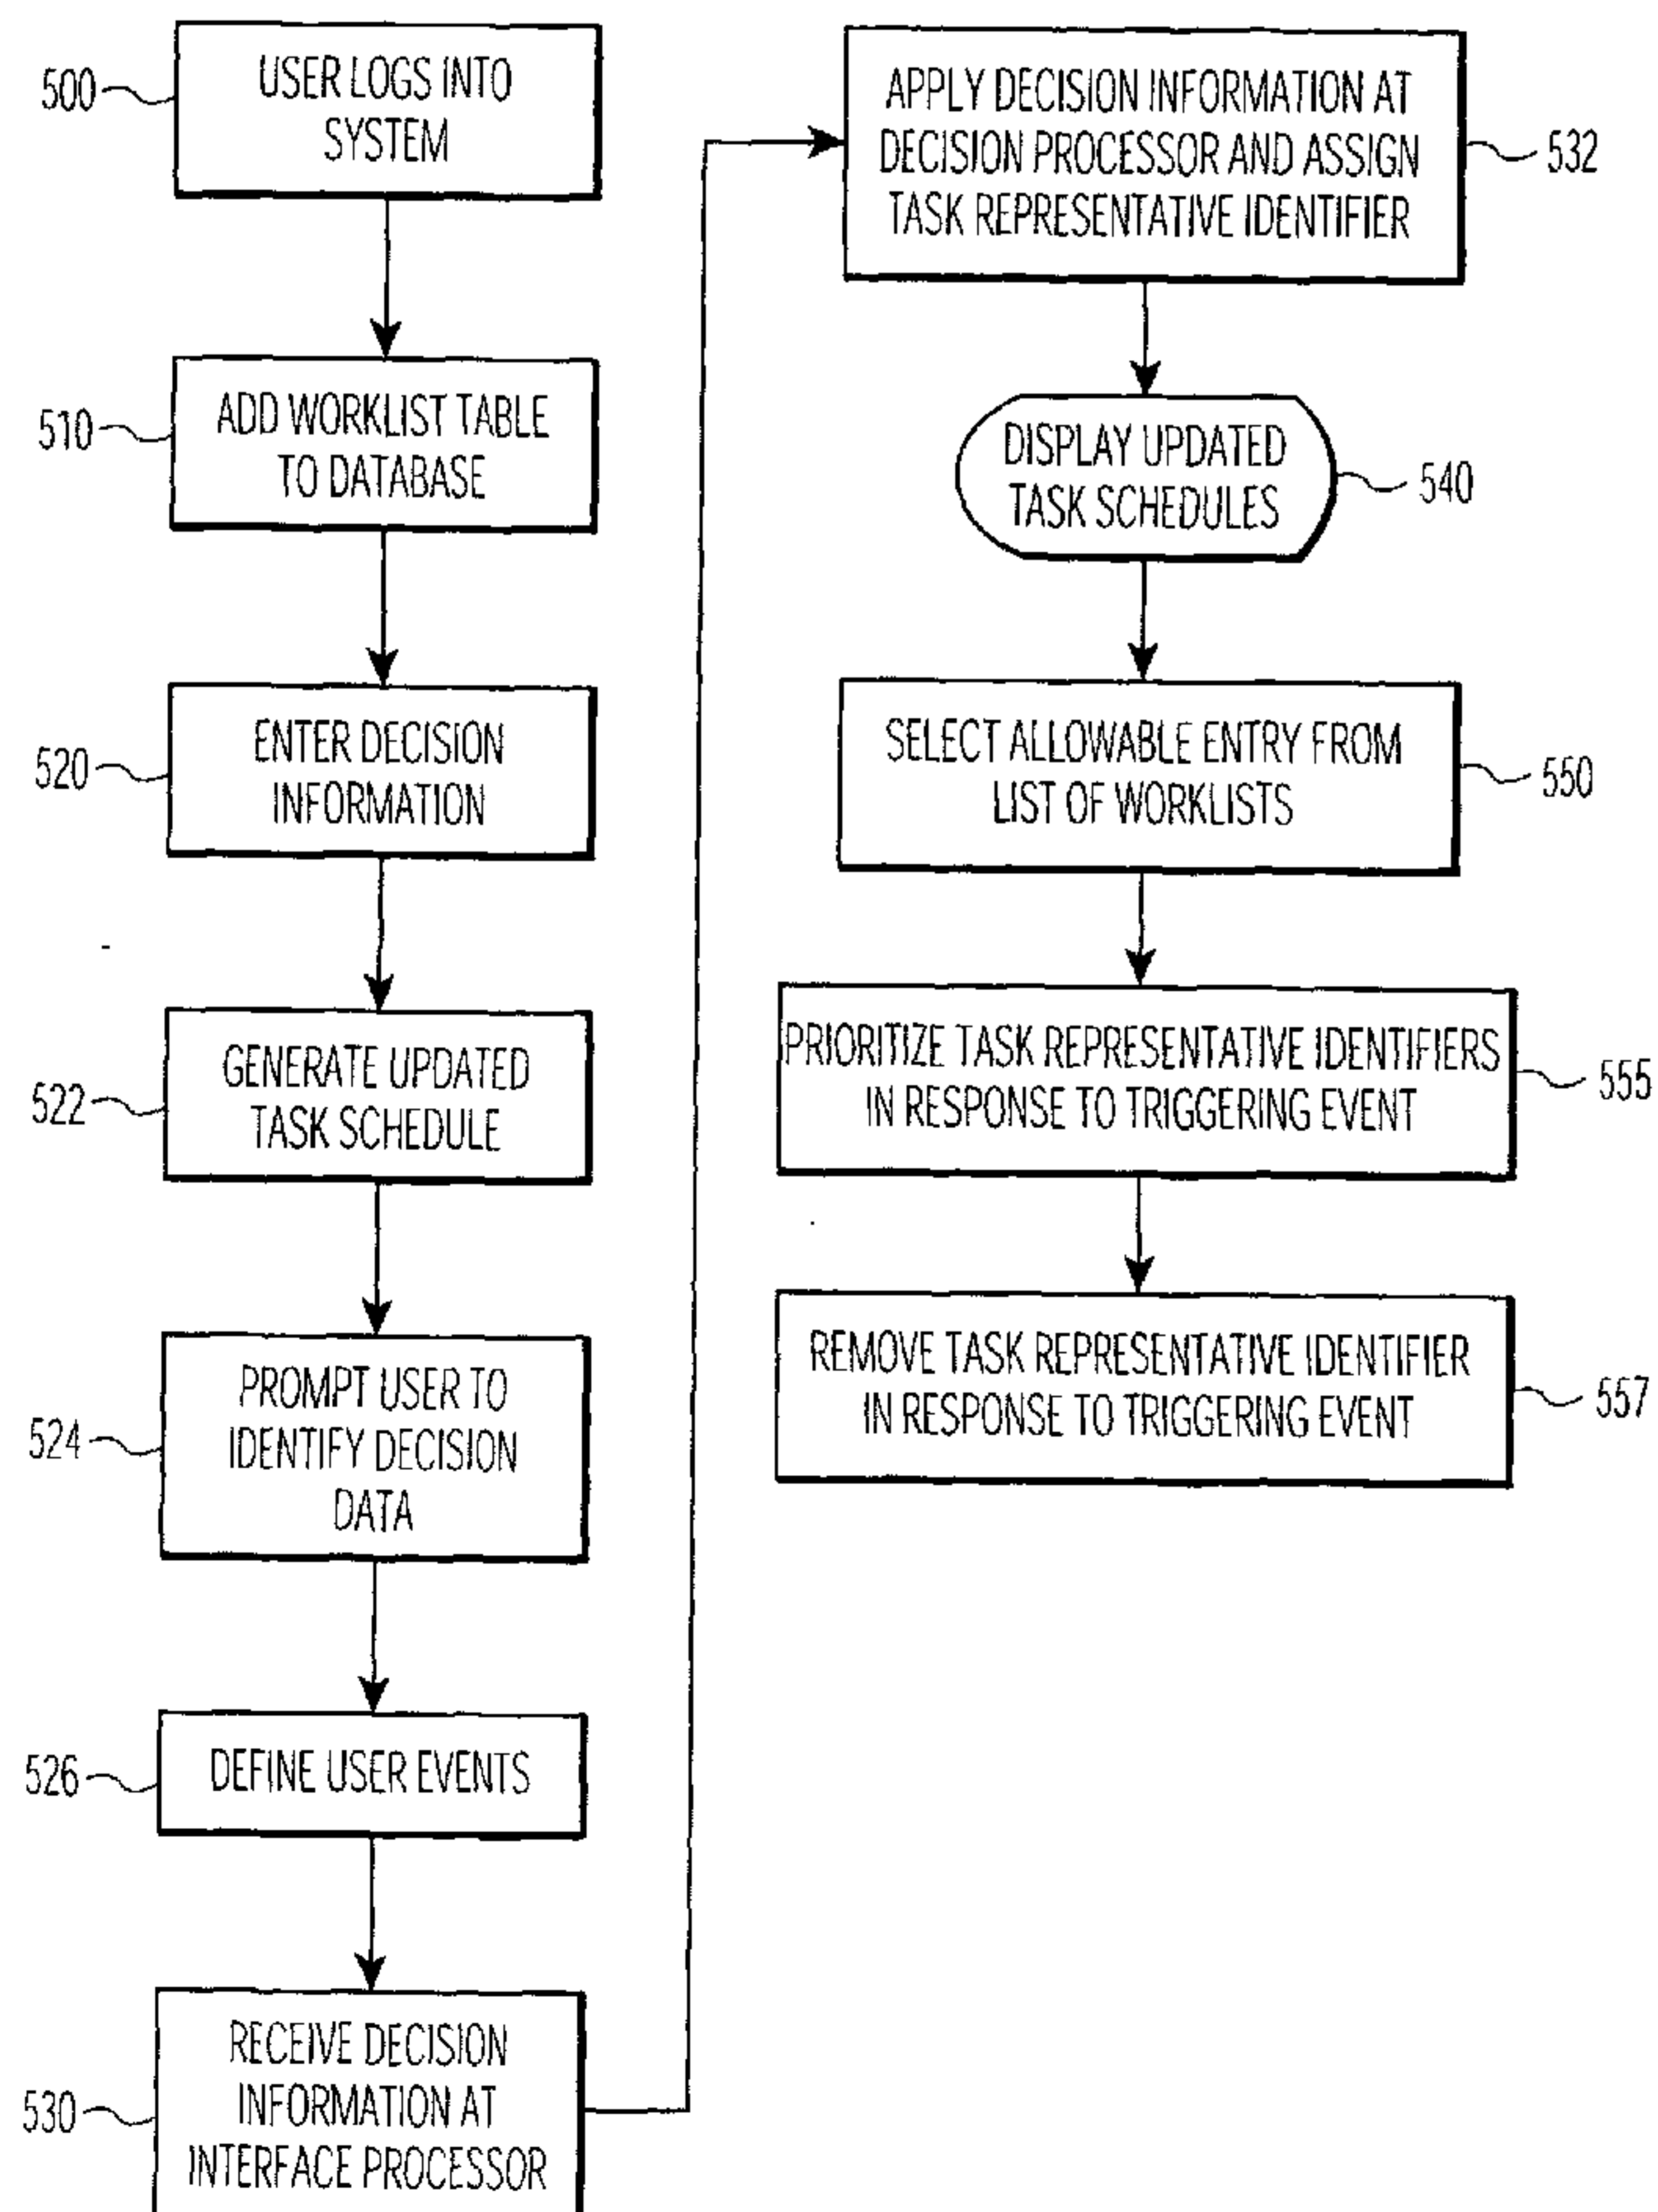 500
USER LOGS INTO
SYSTEM
510
ADD WORKLIST TABLE
TO DATABASE
520
ENTER DECISION
INFORMATION
522
GENERATE UPDATED
TASK SCHEDULE
524
PROMPT USER TO
IDENTIFY DECISION
DATA
526
DEFINE USER EVENTS
530
RECEIVE DECISION
INFORMATION AT
INTERFACE PROCESSOR
APPLY DECISION INFORMATION AT
DECISION PROCESSOR AND ASSIGN
TASK REPRESENTATIVE IDENTIFIER
532
DISPLAY UPDATED
TASK SCHEDULES
540
SELECT ALLOWABLE ENTRY FROM
LIST OF WORKLISTS
550
PRIORITIZE TASK REPRESENTATIVE IDENTIFIERS
IN RESPONSE TO TRIGGERING EVENT
555
REMOVE TASK REPRESENTATIVE IDENTIFIER
IN RESPONSE TO TRIGGERING EVENT
557